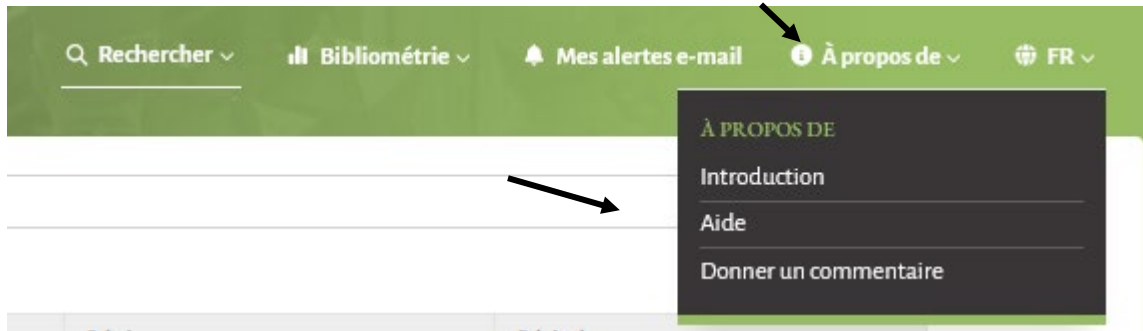 Rechercher
Bibliométrie
Mes alertes e-mail
À propos de
FR
À PROPOS DE
Introduction
Aide
Donner un commentaire